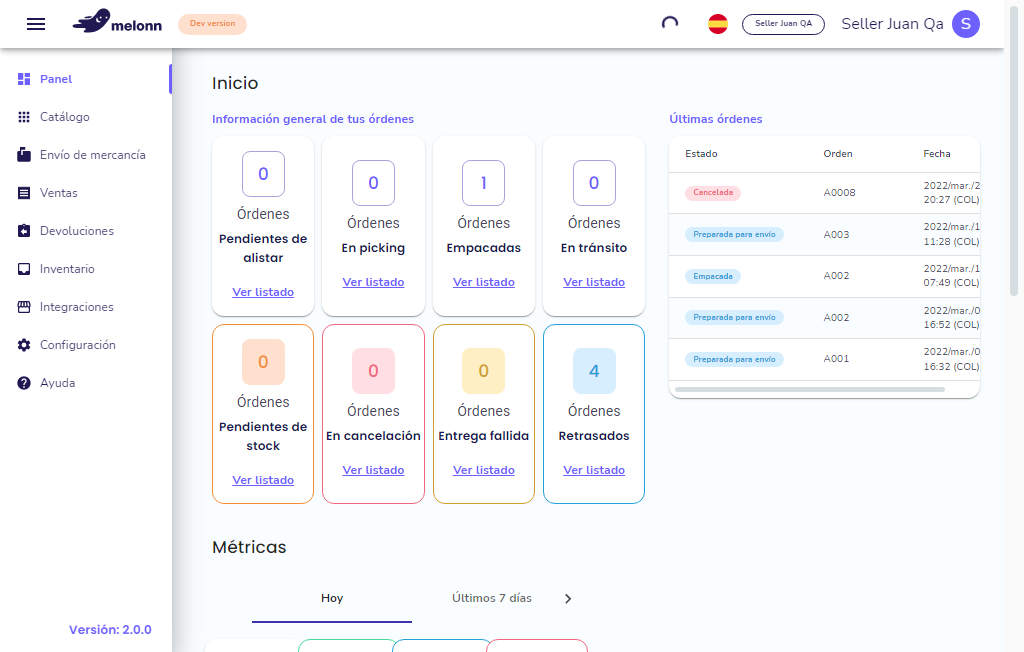 melonn
Dev version
Seller Juan QA
Seller Juan Qa
S
Panel
Catálogo
Envío de mercancía
Ventas
Devoluciones
Inventario
Integraciones
Configuración
Ayuda
Versión: 2.0.0
Inicio
Información general de tus órdenes
0
Órdenes
Pendientes de
alistar
Ver listado
0
Órdenes
En picking
Ver listado
1
Órdenes
Empacadas
Ver listado
0
Órdenes
En tránsito
Ver listado
0
Órdenes
Pendientes de
stock
Ver listado
0
Órdenes
En cancelación
Ver listado
0
Órdenes
Entrega fallida
Ver listado
4
Órdenes
Retrasados
Ver listado
Últimas órdenes
Estado Orden Fecha
Cancelada A0008 2022/mar./2
20:27 (COL)
Preparada para envío A003 2022/mar./1
11:28 (COL)
Empacada A002 2022/mar./1
07:49 (COL)
Preparada para envío A002 2022/mar./0
16:52 (COL)
Preparada para envío A001 2022/mar./0
16:32 (COL)
Métricas
Hoy Últimos 7 días